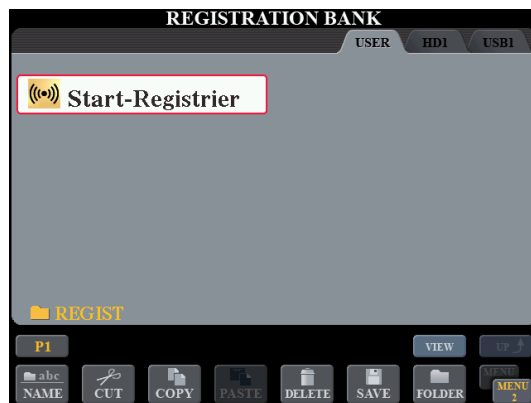 REGISTRATION BANK
USER HD1 USB1
Start-Registrier
REGIST
P1 VIEW UP
abc MENU
NAME CUT COPY PASTE DELETE SAVE FOLDER MENU 2